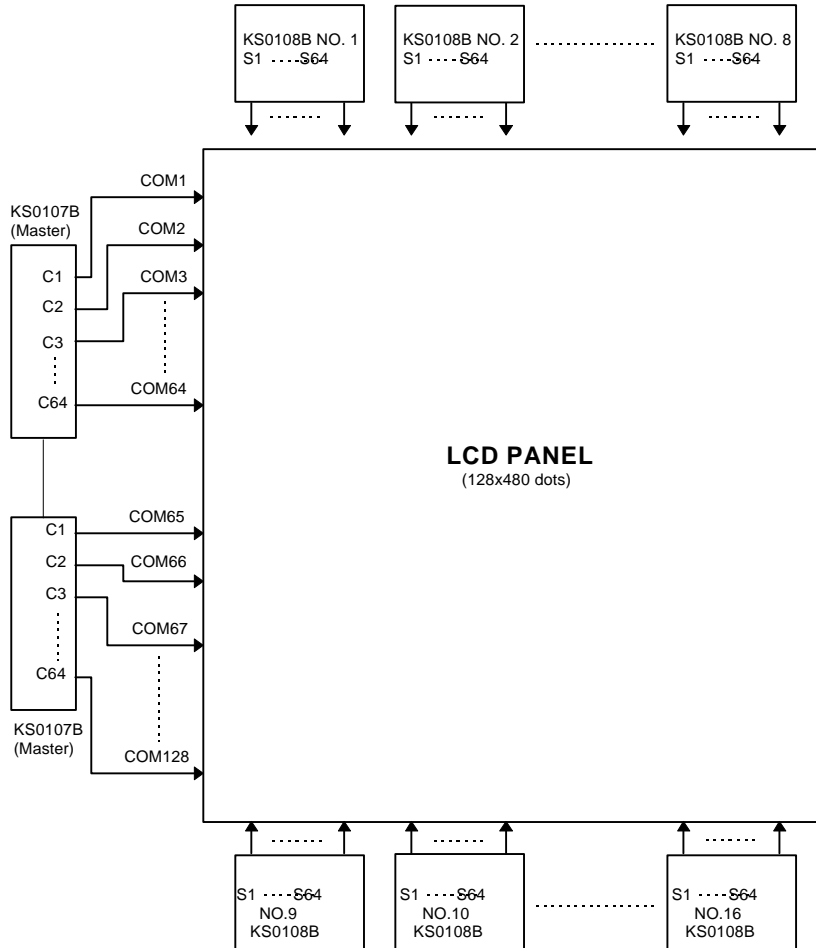 KS0108B NO. 1
S1 ········ S64
KS0108B NO. 2
S1 ········ S64
KS0108B NO. 8
S1 ········ S64
KS0107B
(Master)
C1
C2
C3
C64
COM1
COM2
COM3
COM64
LCD PANEL
(128x480 dots)
C1
C2
C3
C64
KS0107B
(Master)
COM65
COM66
COM67
COM128
S1 ········ S64
NO.9
KS0108B
S1 ········ S64
NO.10
KS0108B
S1 ········ S64
NO.16
KS0108B